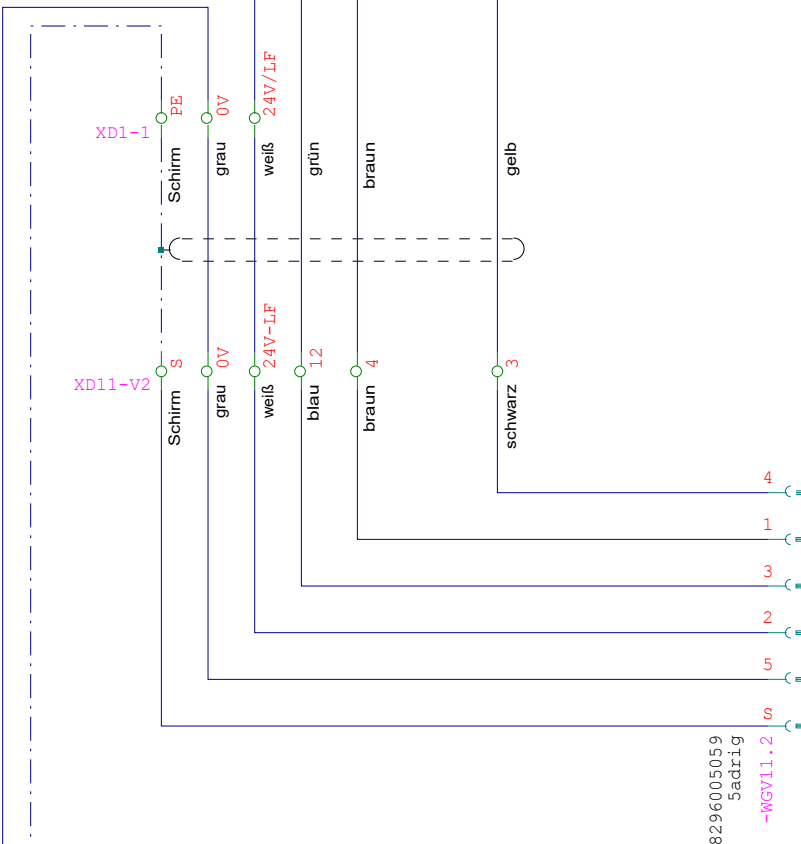 PE
0V
24V/LF
XD1-1
Schirm
grau
weiß
grün
braun
gelb
S
0V
24V-LF
12
4
3
XD11-V2
Schirm
grau
weiß
blau
braun
schwarz
4
1
3
2
5
S
8296005059
5adrig
-WGV11.2